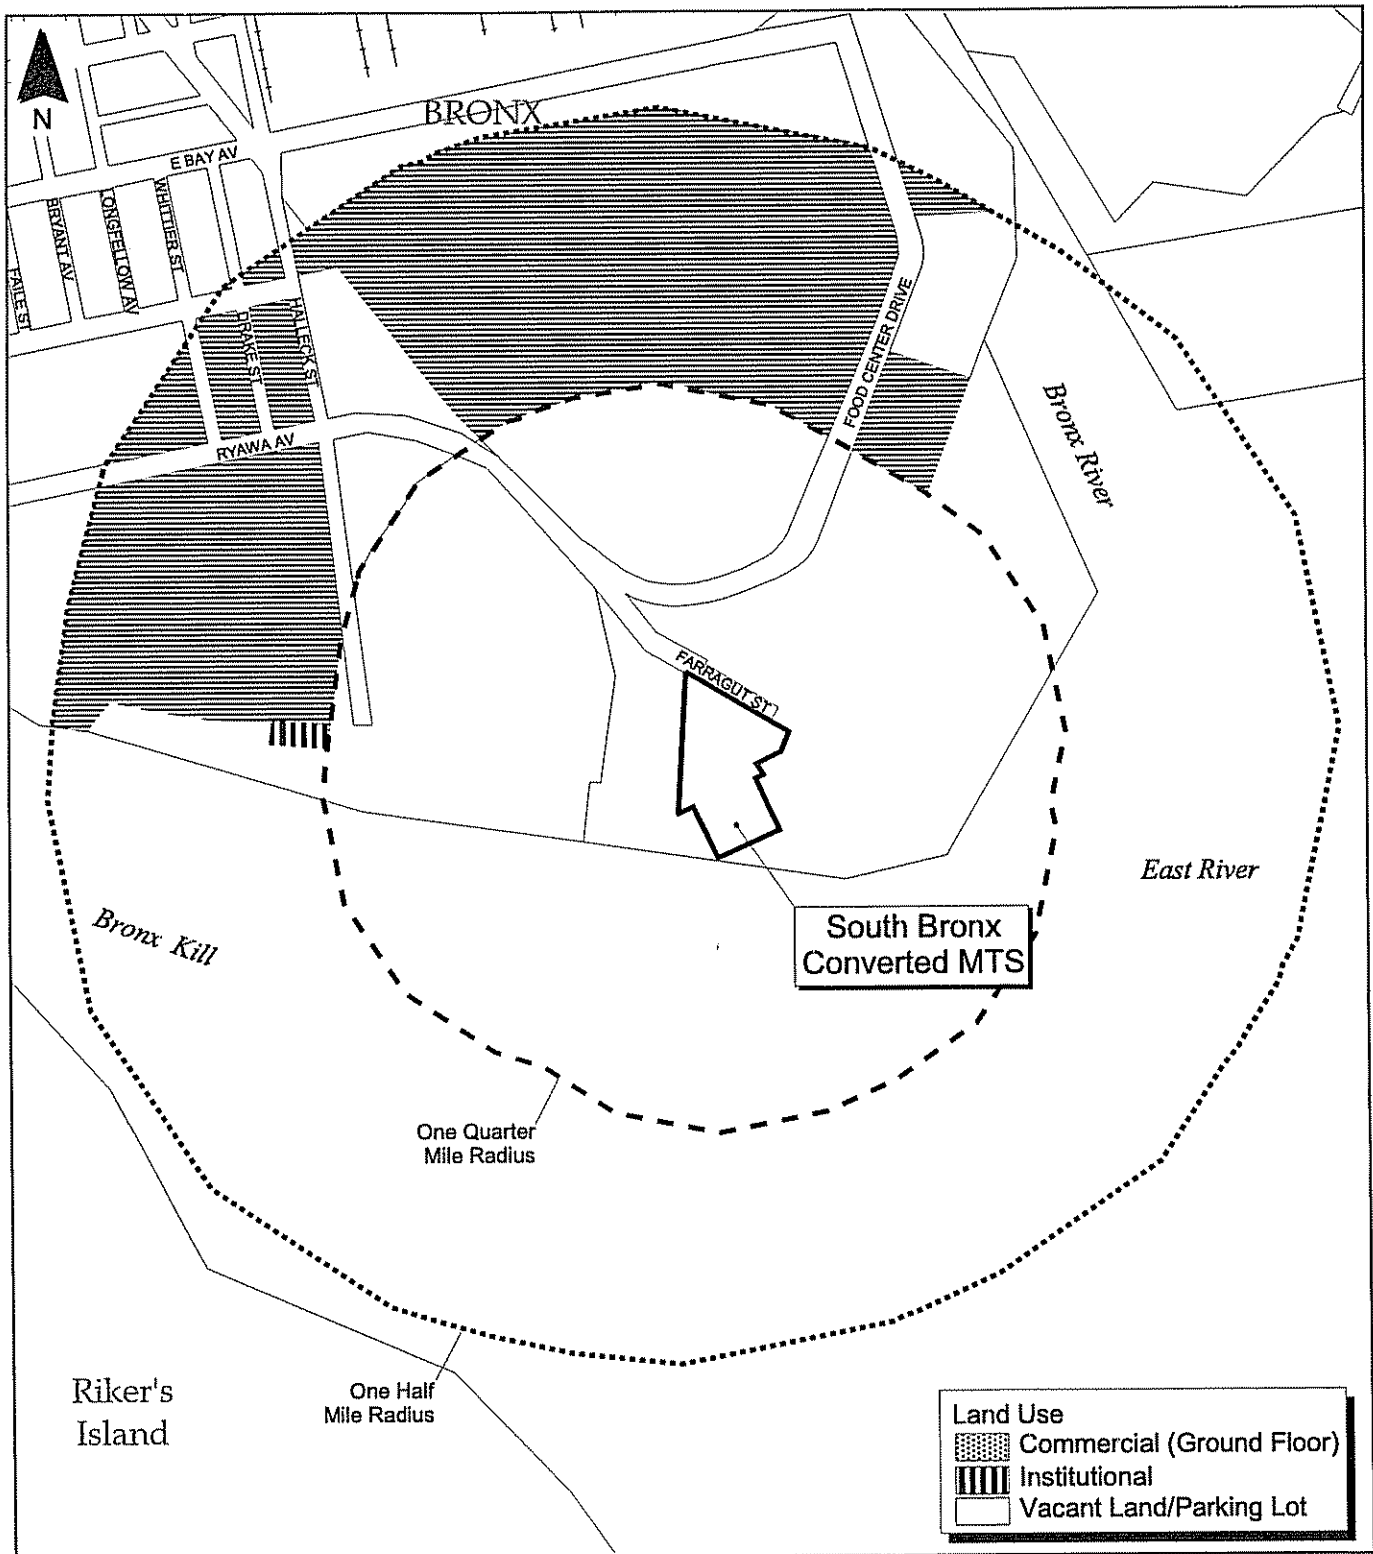 N
BRONX
E BAY AV
WHITTIER ST
LONGFELLOW AV
BRYANT AV
FAILE ST
HALLECK ST
DRAKE ST
RYAWA AV
FOOD CENTER DRIVE
Bronx River
FARRAGUT ST
East River
South Bronx
Converted MTS
Bronx Kill
One Quarter
Mile Radius
One Half
Mile Radius
Riker's
Island
Land Use
Commercial (Ground Floor)
Institutional
Vacant Land/Parking Lot